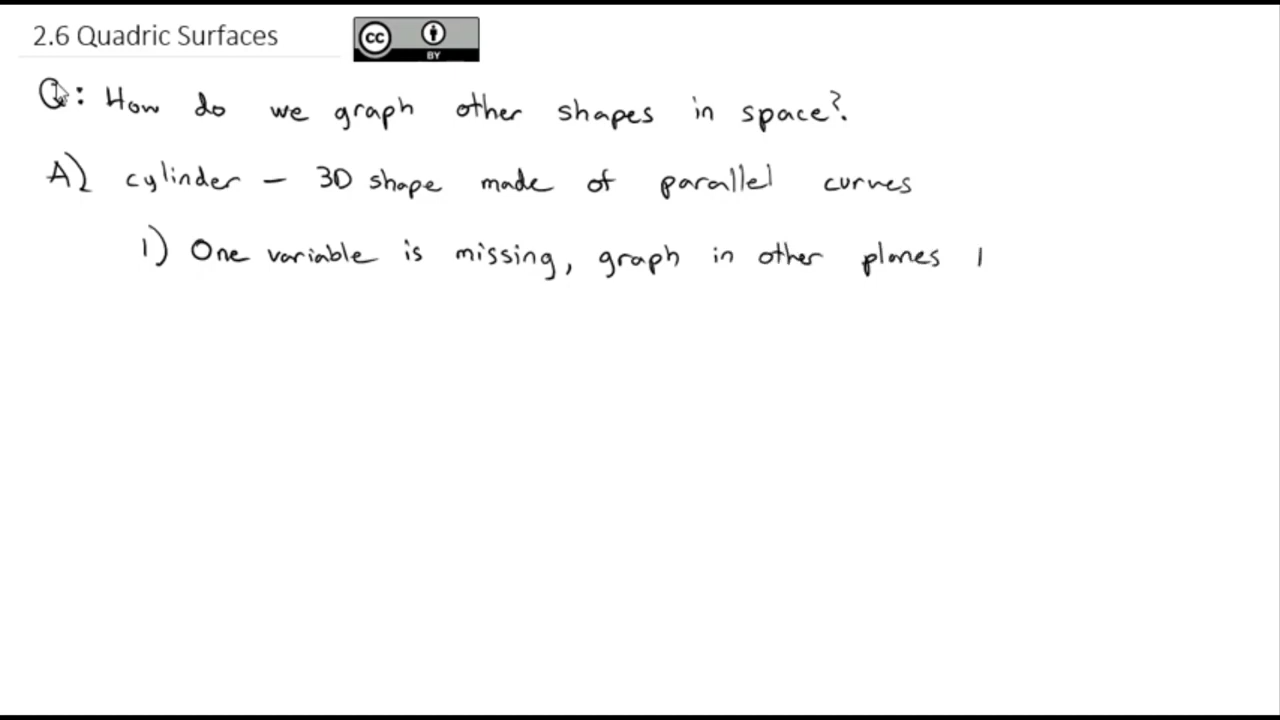 2.6 Quadric Surfaces
cc BY
Q: How do we graph other shapes in space?
A) cylinder – 3D shape made of parallel curves
1) One variable is missing, graph in other planes